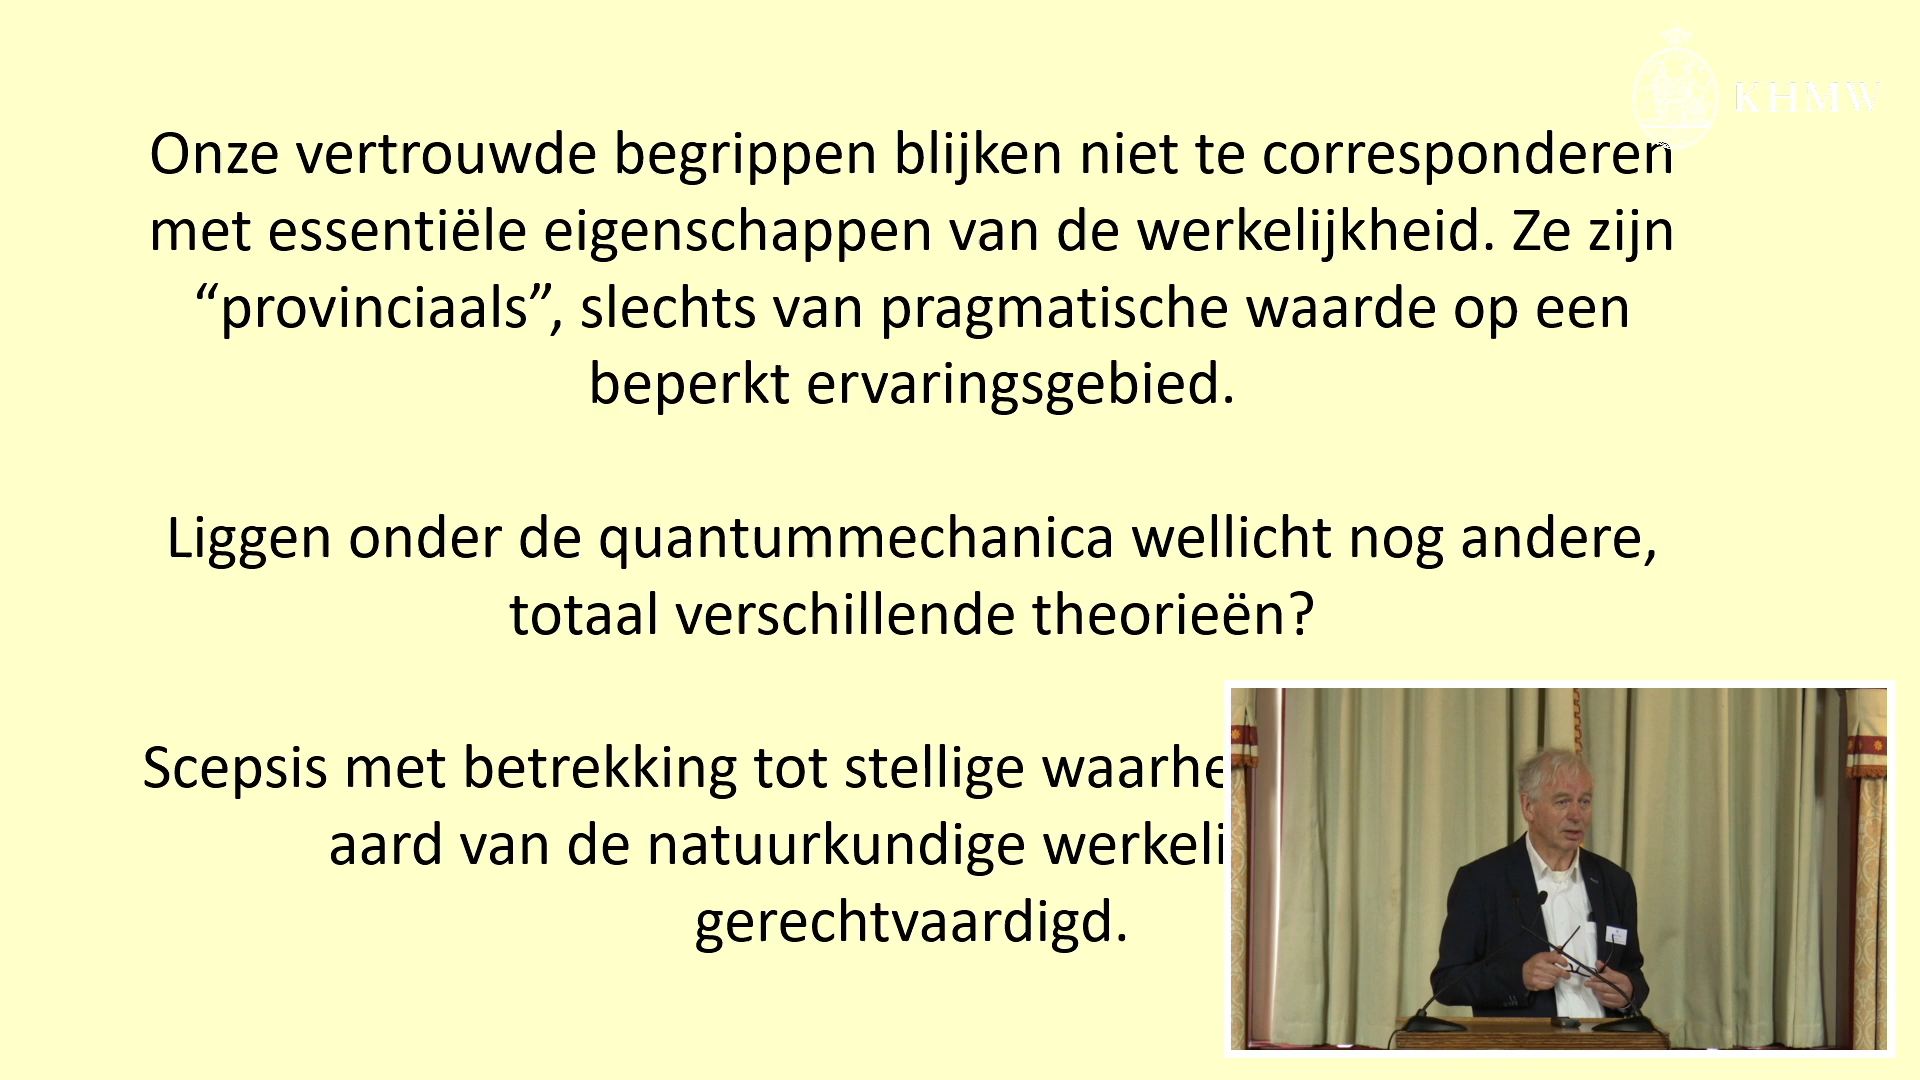 KHMW
Onze vertrouwde begrippen blijken niet te corresponderen
met essentiële eigenschappen van de werkelijkheid. Ze zijn
“provinciaals”, slechts van pragmatische waarde op een
beperkt ervaringsgebied.
Liggen onder de quantummechanica wellicht nog andere,
totaal verschillende theorieën?
Scepsis met betrekking tot stellige
aard van de natuurkundige
gerechtvaardigd.